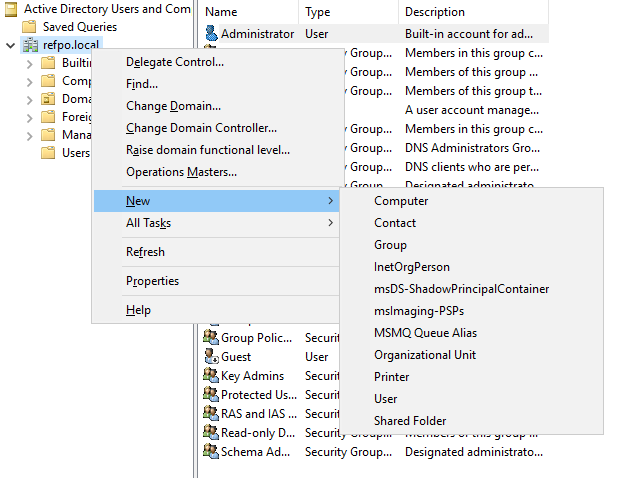 Active Directory Users and Com
Name Type Description
Saved Queries
refpo.local
Administrator User Built-in account for ad...
Security Group... Members in this group c...
Builtin
Delegate Control...
y Group... Members of this group ...
Comp
Find...
y Group... Members of this group t...
Doma
Change Domain...
A user account manage...
Foreig
Change Domain Controller...
y Group... Members in this group c...
Mana
Raise domain functional level...
y Group... DNS Administrators Gro...
Users
Operations Masters...
y Group... DNS clients who are per...
y Group... Designated administrato...
New
Computer
All Tasks
Contact
Refresh
Group
Properties
InetOrgPerson
Help
msDS-ShadowPrincipalContainer
msImaging-PSPs
MSMQ Queue Alias
Organizational Unit
Printer
User
Shared Folder
Group Polic... Securit
Guest User
Key Admins Securit
Protected Us... Securit
RAS and IAS ... Securit
Read-only D... Security Group... Members of this group ...
Schema Ad... Security Group... Designated administrato...